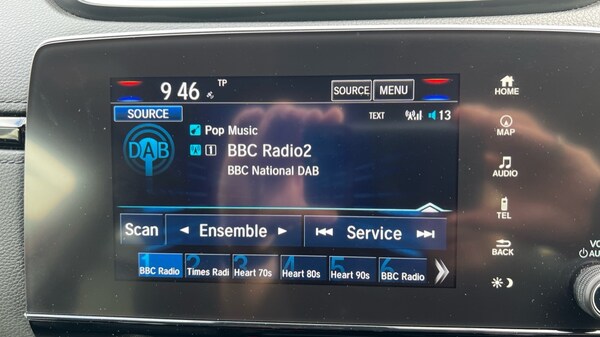 9 46 TP SOURCE MENU
SOURCE TEXT 13
DAB
Pop Music
1 BBC Radio2
BBC National DAB
Scan Ensemble Service
1 BBC Radio
2 Times Radi
3 Heart 70s
4 Heart 80s
5 Heart 90s
6 BBC Radio
HOME
MAP
AUDIO
TEL
BACK